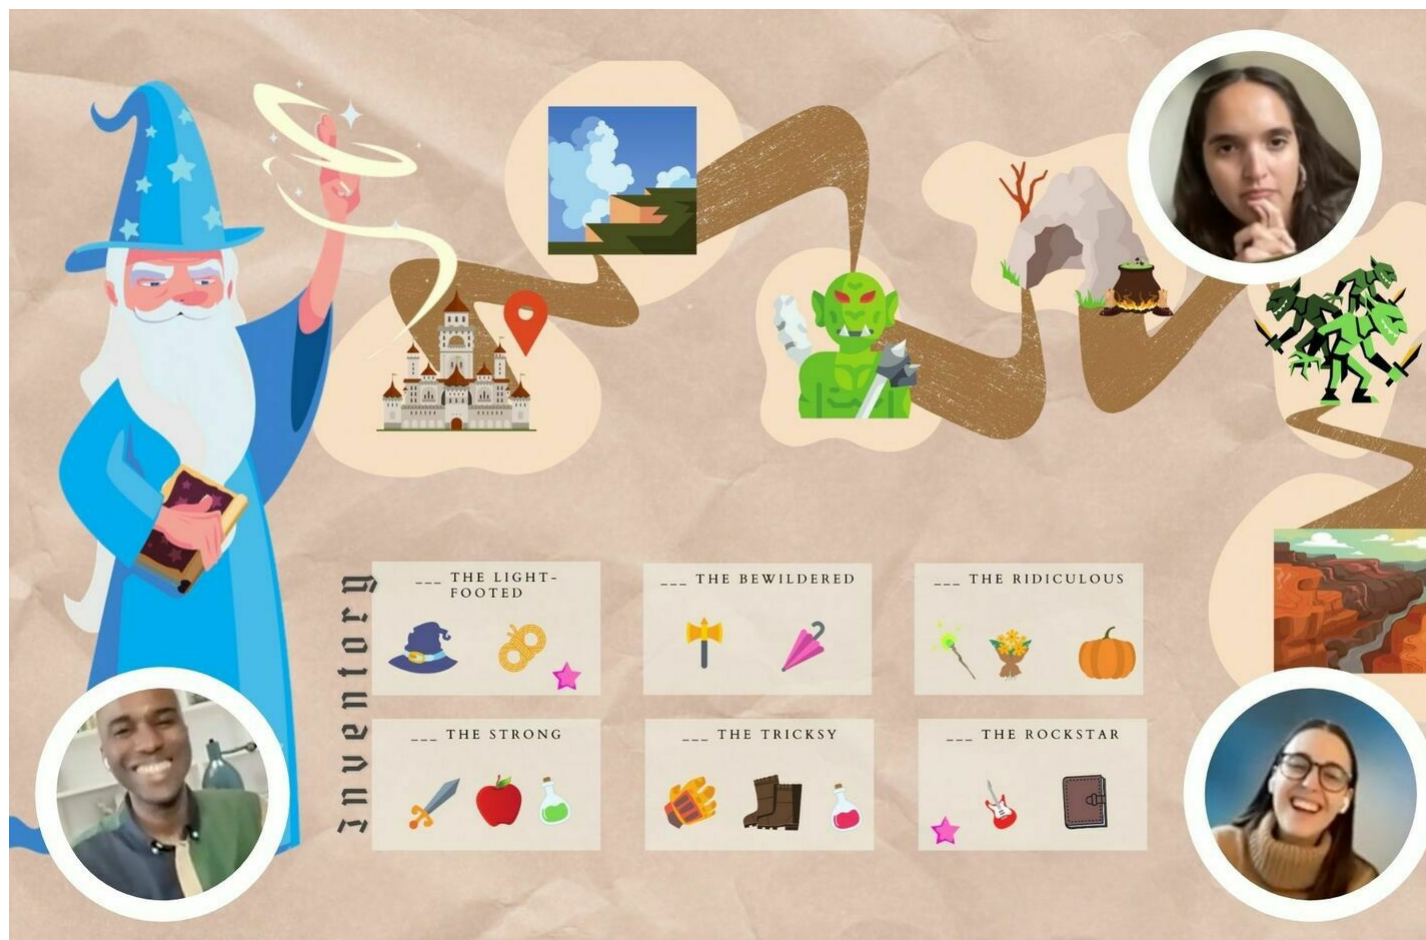 Inventory
___ THE LIGHT-
FOOTED
___ THE BEWILDERED
___ THE RIDICULOUS
___ THE STRONG
___ THE TRICKSY
___ THE ROCKSTAR